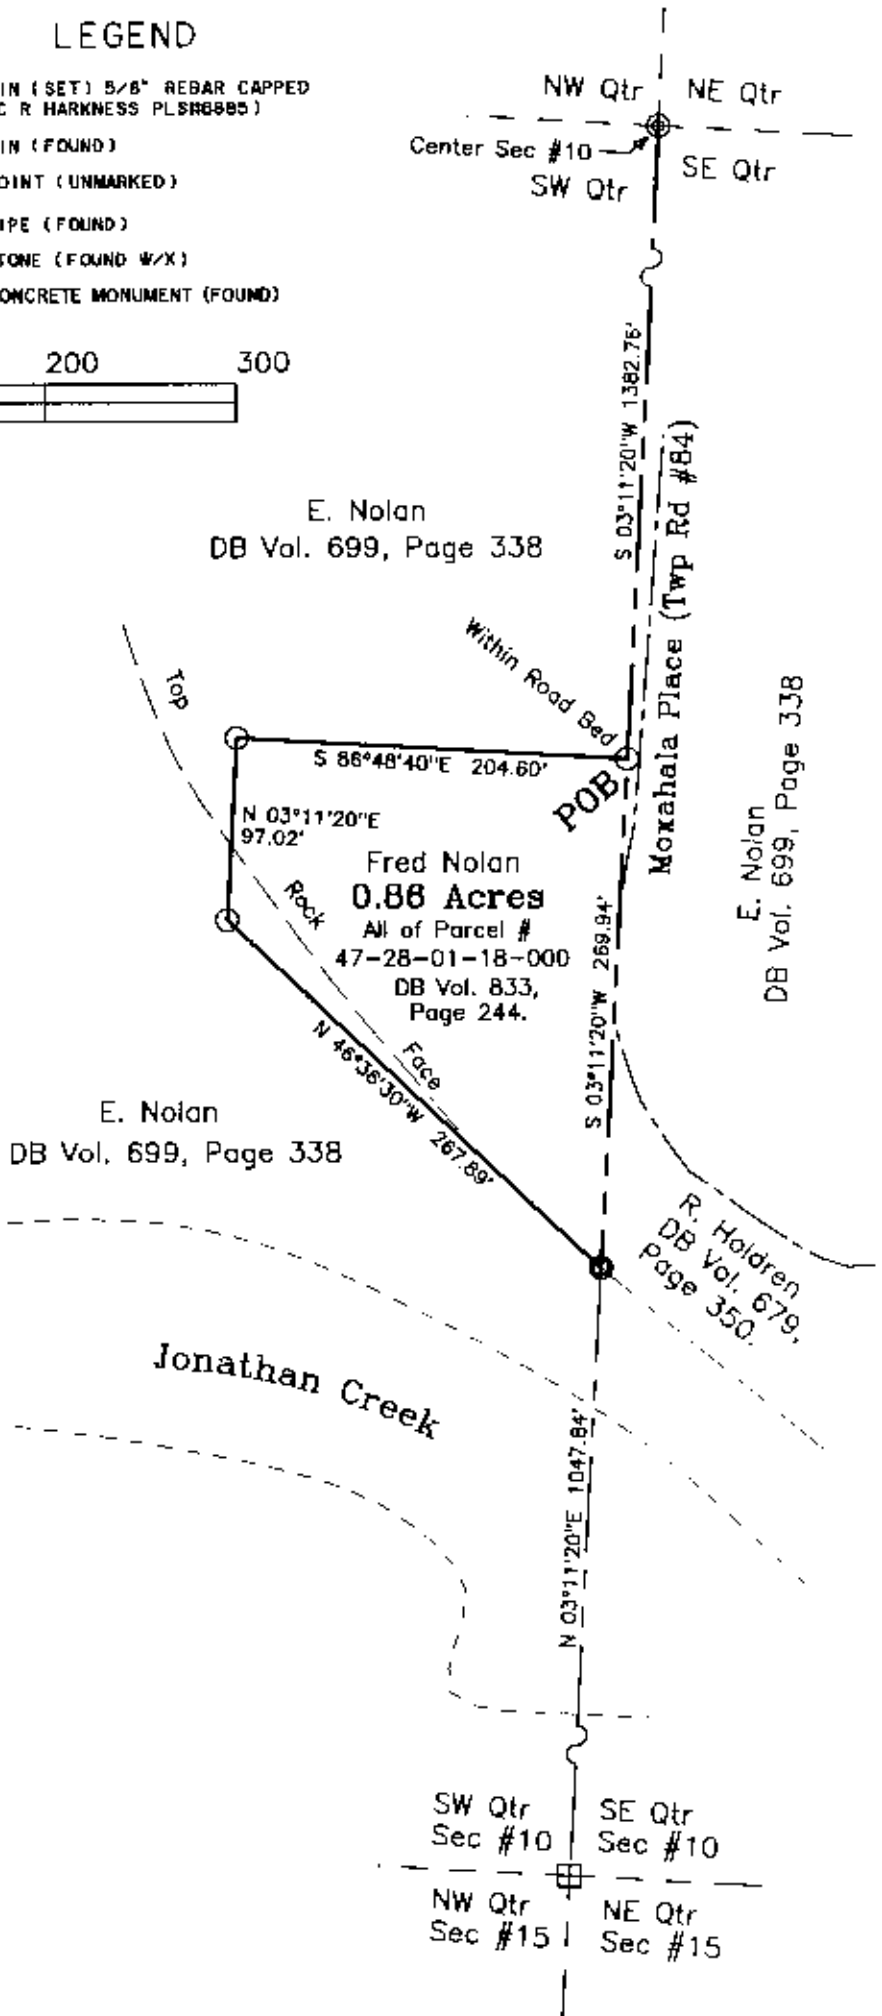 LEGEND
IN (SET) 5/8" REBAR CAPPED
C R HARKNESS PLS#6885)
IN (FOUND)
OINT (UNMARKED)
IPE (FOUND)
TONE (FOUND W/X)
ONCRETE MONUMENT (FOUND)
200 300
NW Qtr NE Qtr
Center Sec #10
SW Qtr SE Qtr
S 03°11'20"W 1382.76'
Moxahala Place (Twp Rd #84)
E. Nolan
DB Vol. 699, Page 338
Within Road Bed
Top
S 86°48'40"E 204.60'
POB
N 03°11'20"E
97.02'
Fred Nolan
0.86 Acres
All of Parcel #
47-28-01-18-000
DB Vol. 833,
Page 244.
Rock
Face
E. Nolan
DB Vol. 699, Page 338
S 03°11'20"W 269.94'
N 46°36'30"W 267.89'
E. Nolan
DB Vol. 699, Page 338
R. Holdren
DB Vol. 679,
Page 350.
Jonathan Creek
N 03°11'20"E 1047.84'
SW Qtr SE Qtr
Sec #10 Sec #10
NW Qtr NE Qtr
Sec #15 Sec #15